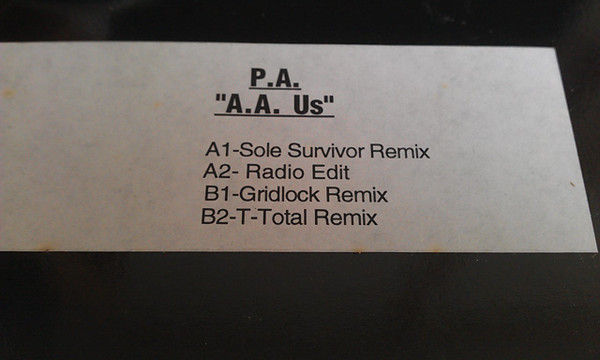 P.A.
"A.A. Us"
A1-Sole Survivor Remix
A2- Radio Edit
B1-Gridlock Remix
B2-T-Total Remix